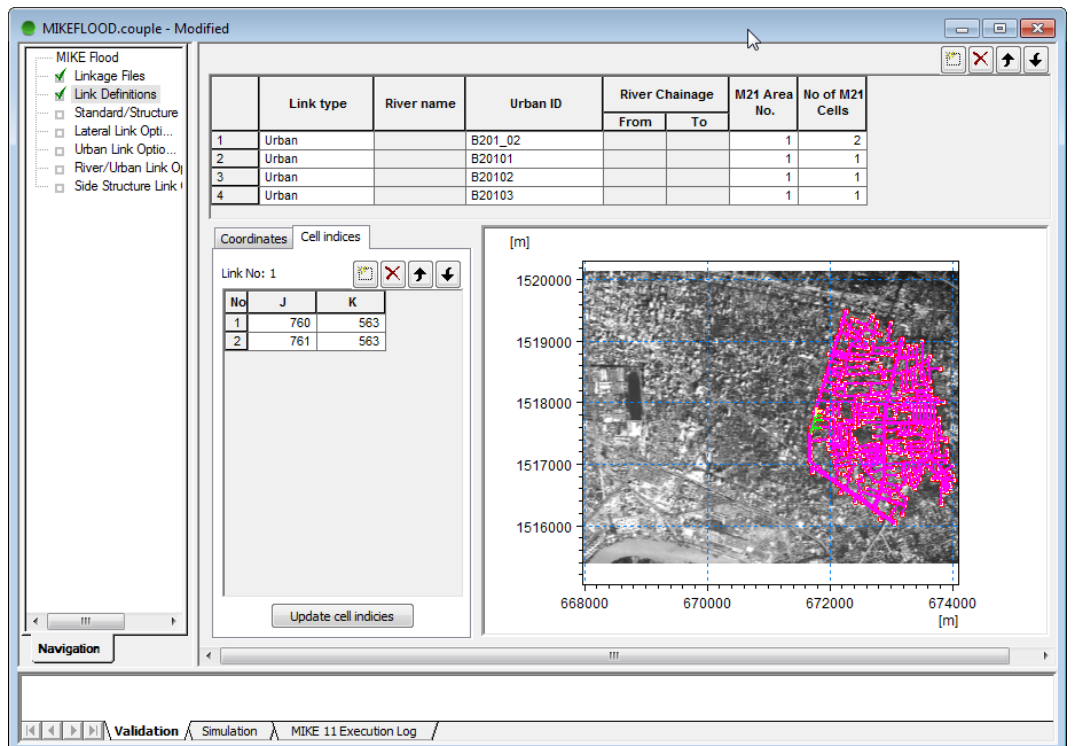 MIKEFLOOD.couple - Modified
MIKE Flood
Linkage Files
Link Definitions
Standard/Structure
Lateral Link Opti...
Urban Link Optio...
River/Urban Link O
Side Structure Link
Link type River name Urban ID River Chainage M21 Area No. No of M21 Cells
From To
1 Urban B201_02 1 2
2 Urban B20101 1 1
3 Urban B20102 1 1
4 Urban B20103 1 1
Coordinates Cell indices
Link No: 1
No J K
1 760 563
2 761 563
Update cell indicies
[m]
1520000
1519000
1518000
1517000
1516000
668000 670000 672000 674000
[m]
Navigation
Validation Simulation MIKE 11 Execution Log